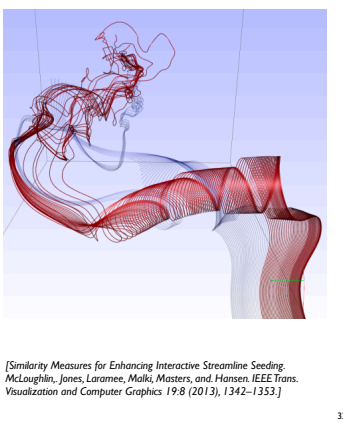 [Similarity Measures for Enhancing Interactive Streamline Seeding.
McLoughlin,. Jones, Laramee, Malki, Masters, and. Hansen. IEEE Trans.
Visualization and Computer Graphics 19:8 (2013), 1342–1353.]